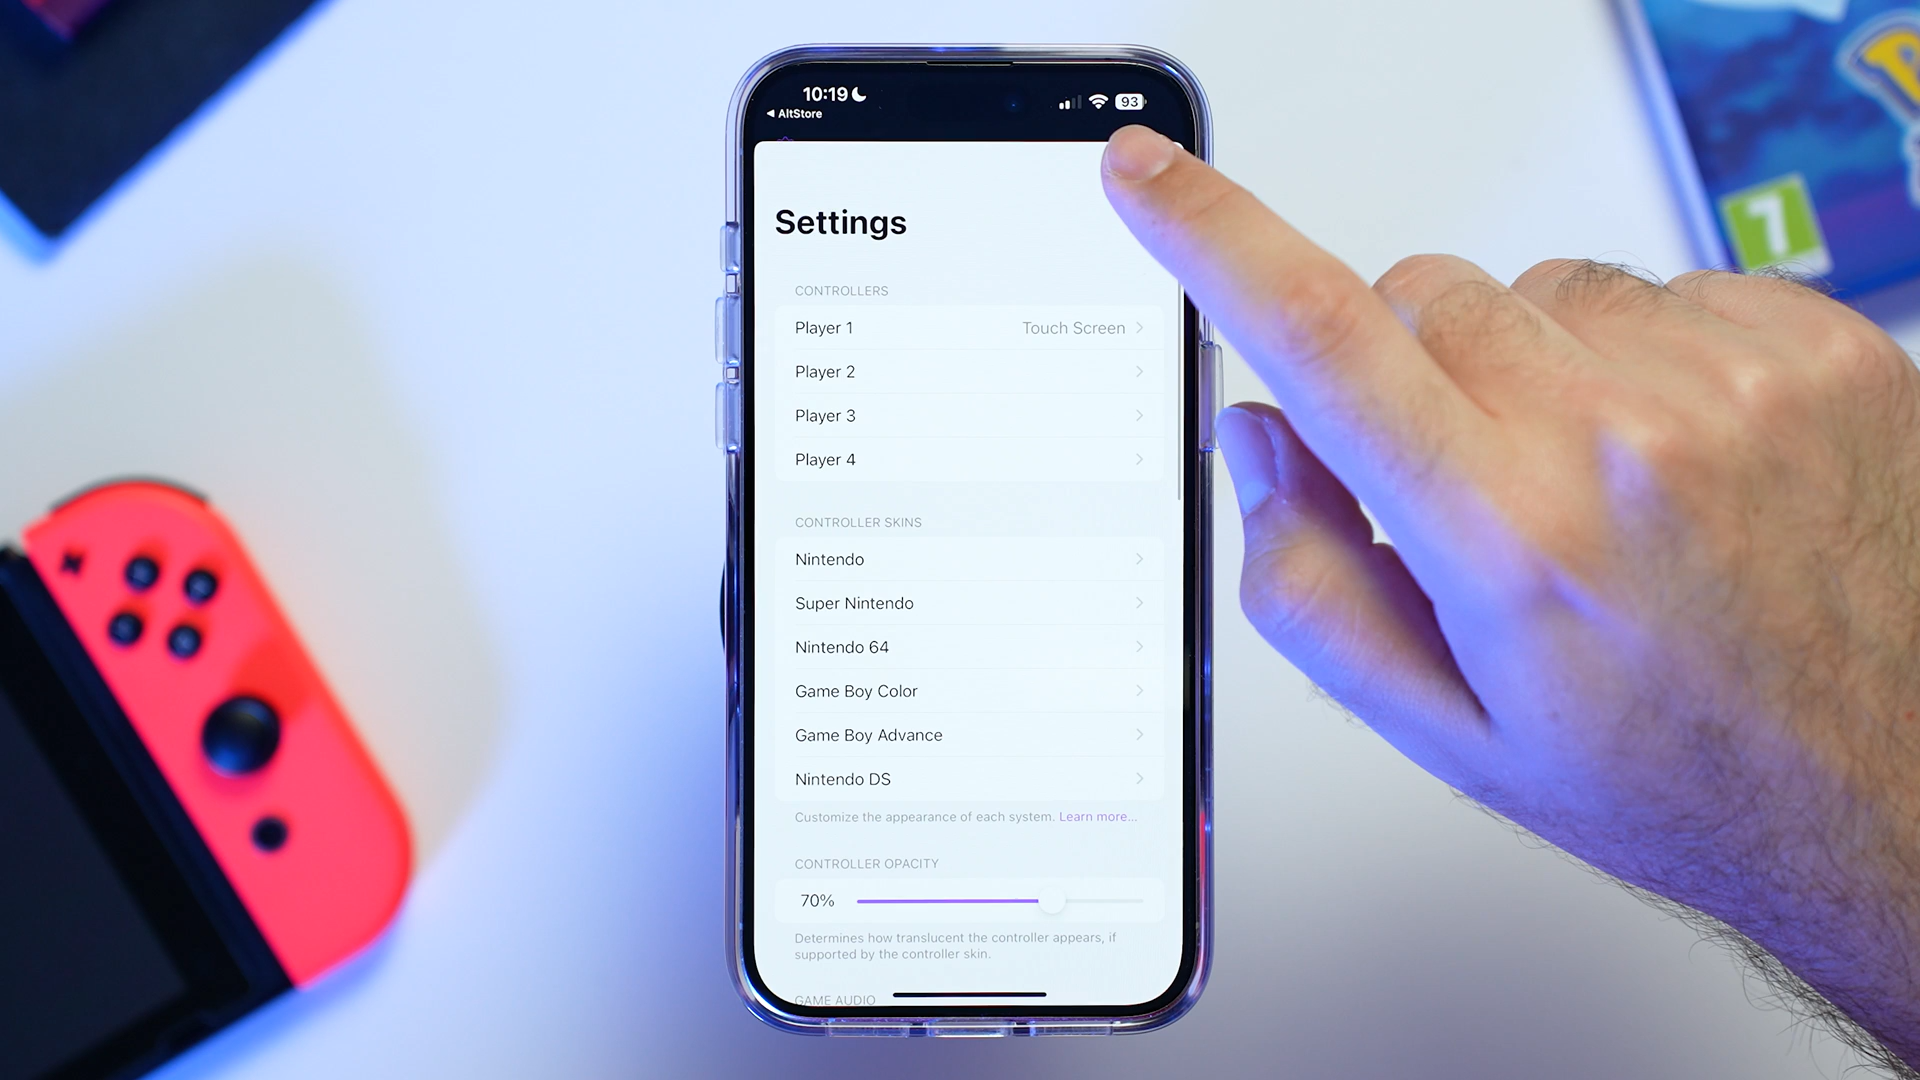 10:19
93
◀ AltStore
Settings
CONTROLLERS
Player 1 Touch Screen
Player 2
Player 3
Player 4
CONTROLLER SKINS
Nintendo
Super Nintendo
Nintendo 64
Game Boy Color
Game Boy Advance
Nintendo DS
Customize the appearance of each system. Learn more...
CONTROLLER OPACITY
70%
Determines how translucent the controller appears, if
supported by the controller skin.
GAME AUDIO
7